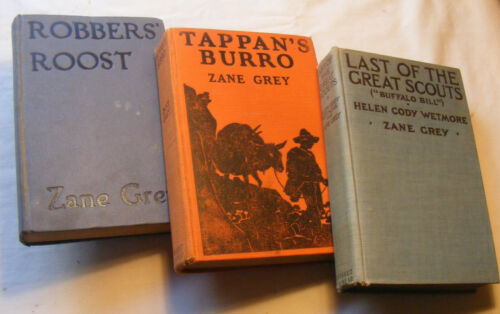 ROBBERS'
ROOST
Zane Grey
TAPPAN'S
BURRO
ZANE GREY
LAST OF THE
GREAT SCOUTS
("BUFFALO BILL")
HELEN CODY WETMORE
• ZANE GREY •